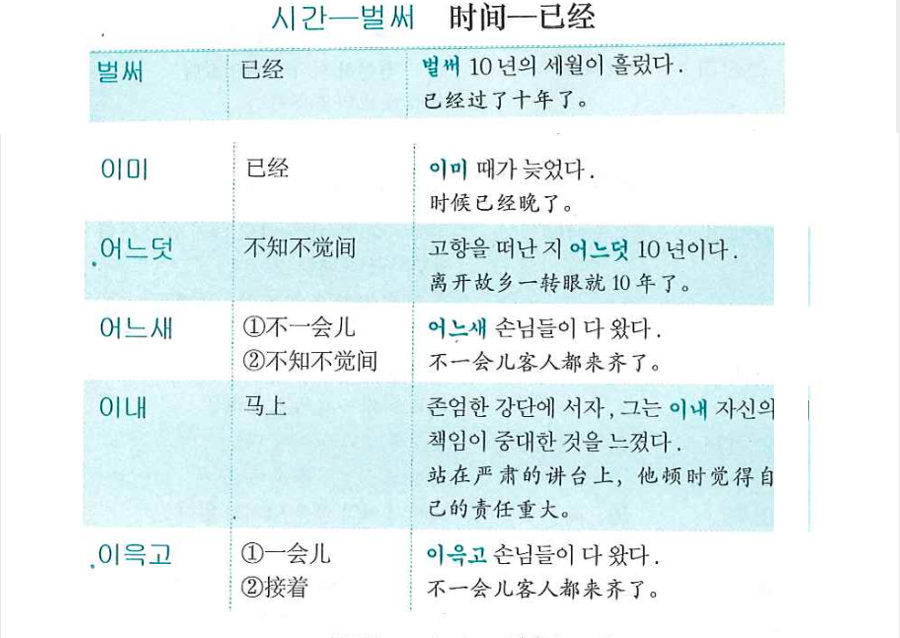 시간—벌써 时间—已经
벌써 已经 벌써 10 년의 세월이 흘렀다.
已经过了十年了。
이미 已经 이미 때가 늦었다.
时候已经晚了。
어느덧 不知不觉间 고향을 떠난 지 어느덧 10 년이다.
离开故乡一转眼就 10 年了。
어느새 ①不一会儿 어느새 손님들이 다 왔다.
②不知不觉间 不一会儿客人都来齐了。
이내 马上 존엄한 강단에 서자, 그는 이내 자신의
책임이 중대한 것을 느꼈다.
站在严肃的讲台上，他顿时觉得自
己的责任重大。
이윽고 ①一会儿 이윽고 손님들이 다 왔다.
②接着 不一会儿客人都来齐了。